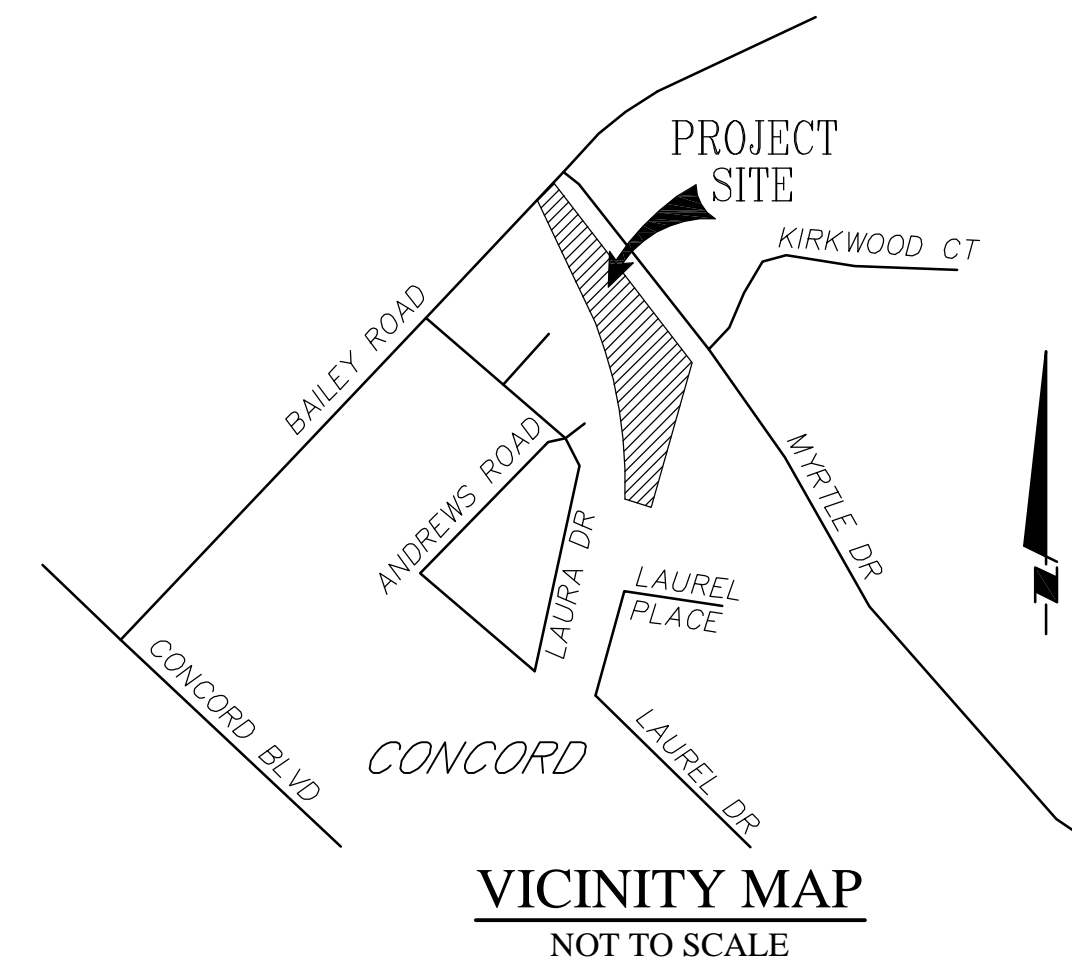 PROJECT
SITE
KIRKWOOD CT
BAILEY ROAD
ANDREWS ROAD
MYRTLE DR
LAURA DR
N
LAUREL
PLACE
CONCORD BLVD
LAUREL DR
CONCORD
VICINITY MAP
NOT TO SCALE